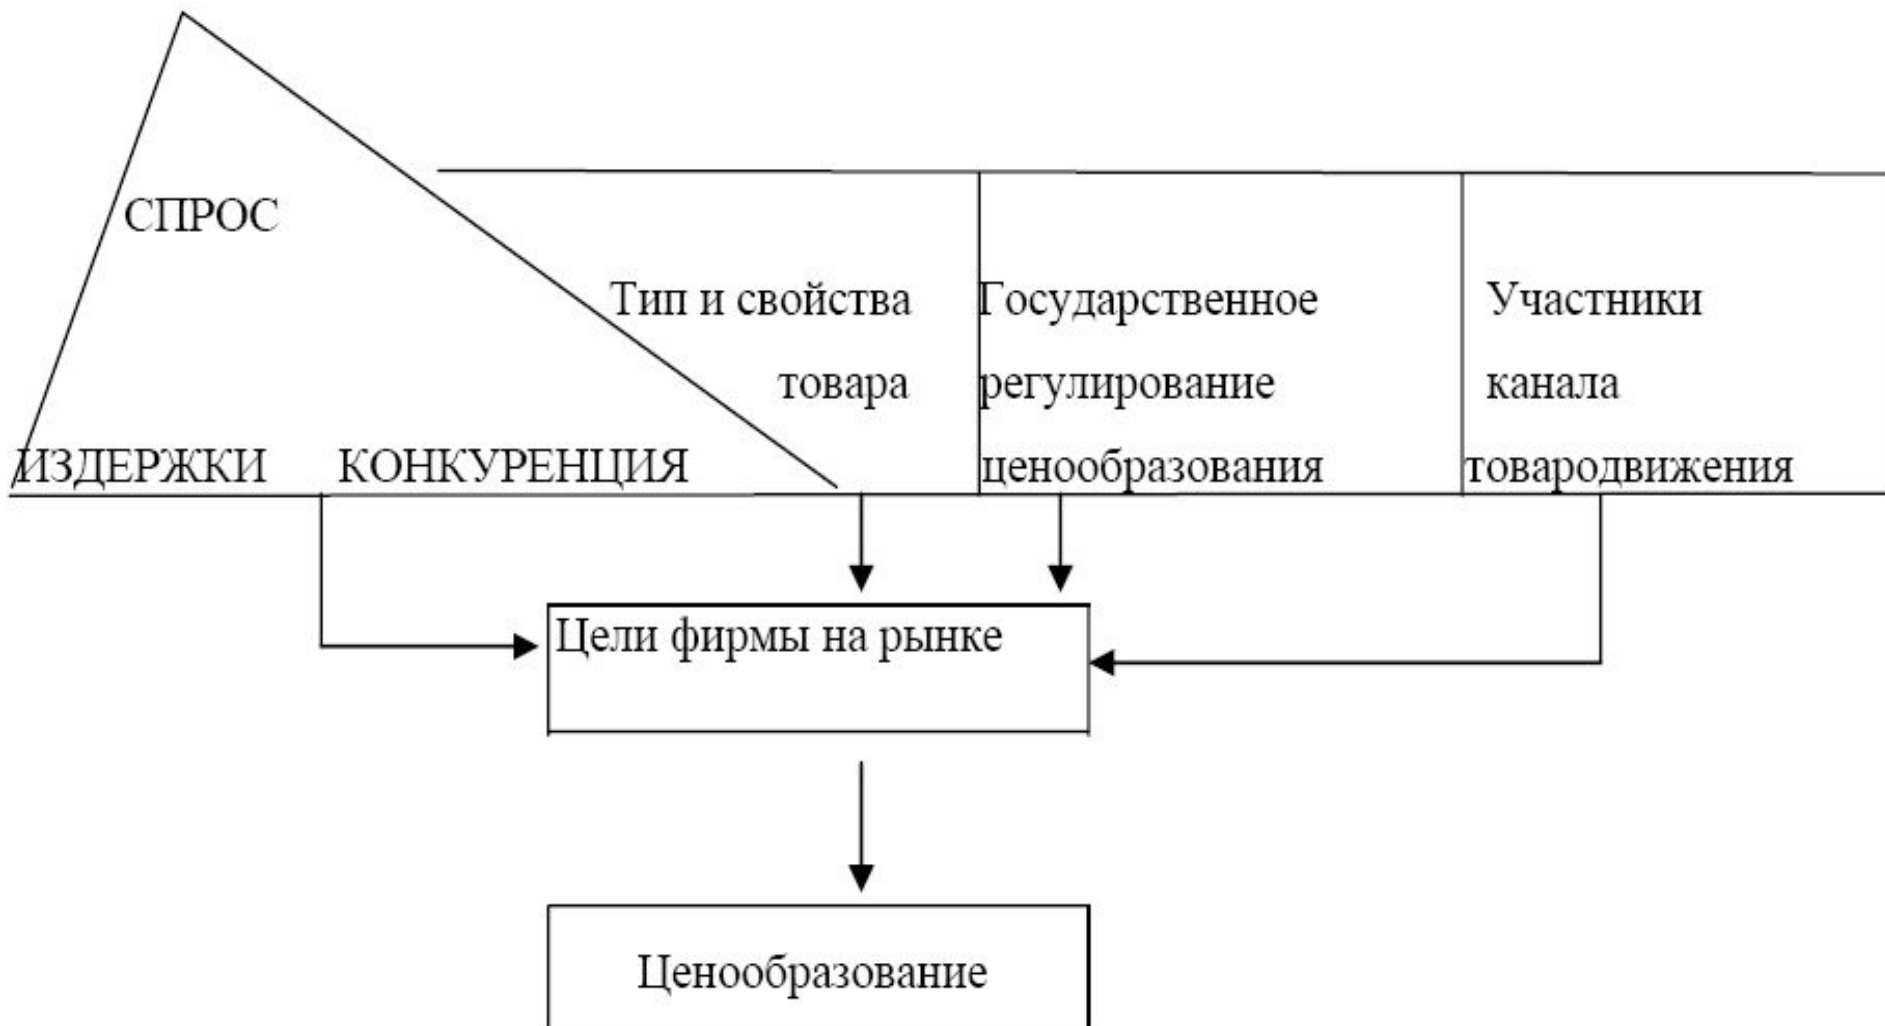 СПРОС
Тип и свойства
товара
Государственное
регулирование
ценообразования
Участники
канала
товародвижения
ИЗДЕРЖКИ
КОНКУРЕНЦИЯ
Цели фирмы на рынке
Ценообразование